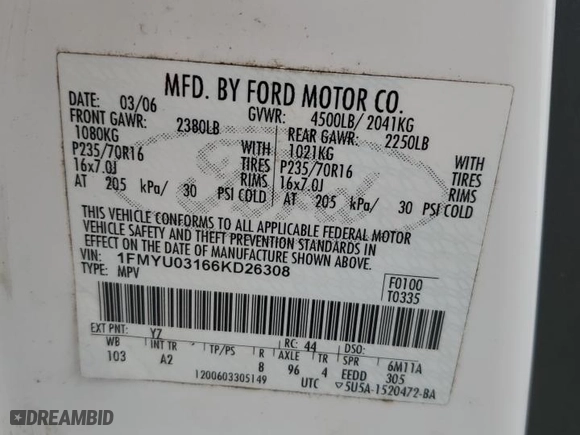 MFD. BY FORD MOTOR CO.
DATE: 03/06 GVWR: 4500LB/ 2041KG
FRONT GAWR: 2380LB REAR GAWR: 2250LB
1080KG WITH 1021KG WITH
P235/70R16 TIRES P235/70R16 TIRES
16x7.0J RIMS 16x7.0J RIMS
AT 205 kPa/ 30 PSI COLD AT 205 kPa/ 30 PSI COLD
THIS VEHICLE CONFORMS TO ALL APPLICABLE FEDERAL MOTOR
VEHICLE SAFETY AND THEFT PREVENTION STANDARDS IN
EFFECT ON THE DATE OF MANUFACTURE SHOWN ABOVE.
VIN: 1FMYU03166KD26308
TYPE: MPV
F0100
T0335
EXT PNT: Y7 RC: 44 DSO:
WB INT TR TP/PS R AXLE TR SPR 6M11A
103 A2 8 96 4 EEDD 305
1200603305149 UTC 5U5A-1520472-BA
Ford
DREAMBID